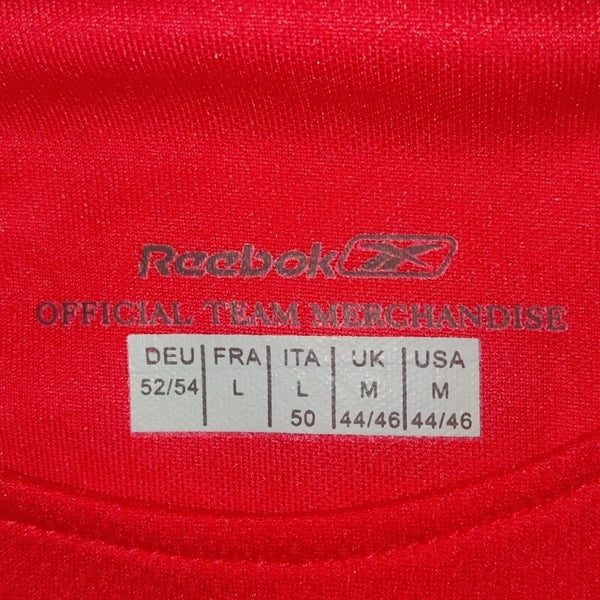 Reebok
OFFICIAL TEAM MERCHANDISE
DEU FRA ITA UK USA
52/54 L L M M
50 44/46 44/46